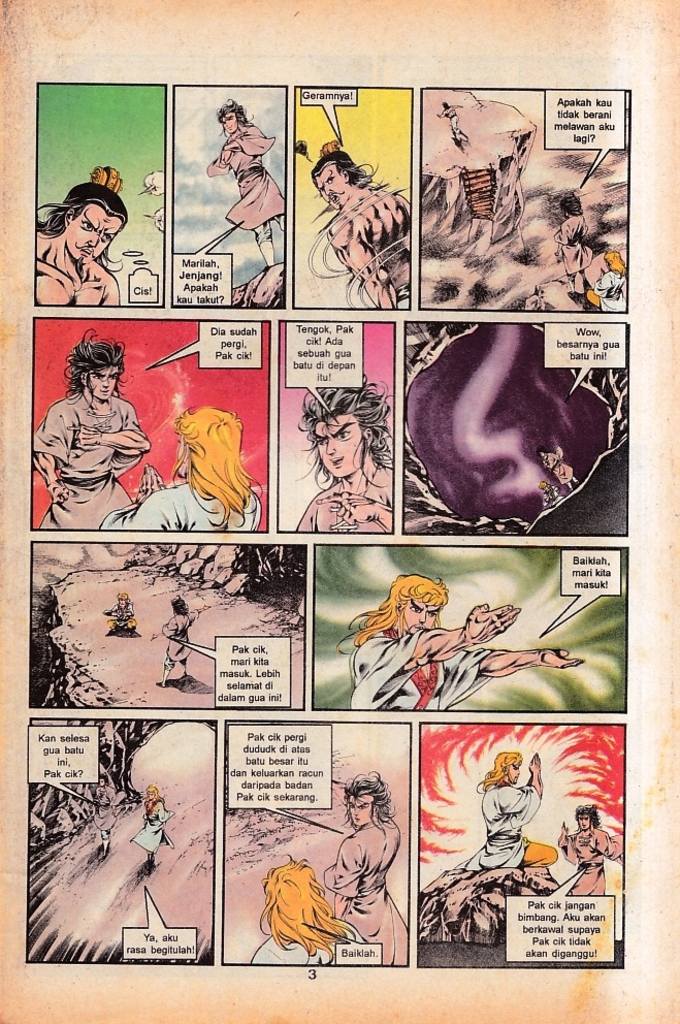 Cis!
Marilah,
Jenjang!
Apakah
kau takut?
Geramnya!
Apakah kau
tidak berani
melawan aku
lagi?
Dia sudah
pergi,
Pak cik!
Tengok, Pak
cik! Ada
sebuah gua
batu di depan
itu!
Wow,
besarnya gua
batu ini!
Pak cik,
mari kita
masuk. Lebih
selamat di
dalam gua ini!
Baiklah,
mari kita
masuk!
Kan selesa
gua batu
ini,
Pak cik?
Ya, aku
rasa begitulah!
Pak cik pergi
dududk di atas
batu besar itu
dan keluarkan racun
daripada badan
Pak cik sekarang.
Baiklah.
Pak cik jangan
bimbang. Aku akan
berkawal supaya
Pak cik tidak
akan diganggu!
3